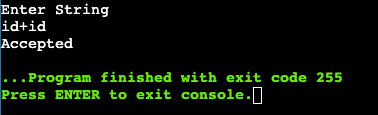 Enter String
id+id
Accepted
...Program finished with exit code 255
Press ENTER to exit console.